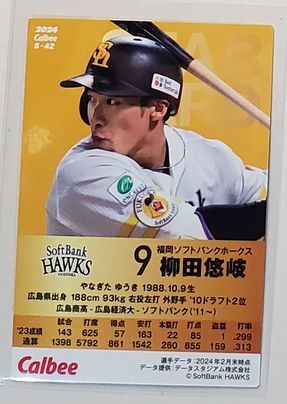 2024
Calbee
S-42
SoftBank
HAWKS
FUKUOKA
福岡ソフトバンクホークス
9 柳田悠岐
やなぎた ゆうき 1988.10.9生
広島県出身 188cm 93kg 右投左打 外野手 '10ドラフト2位
広島商高-広島経済大-ソフトバンク('11~)
試合 打数 得点 安打 本塁打 打点 盗塁 打率
'23成績 143 625 57 163 22 85 1 .299
通算 1398 5792 861 1542 260 855 159 .313
Calbee
選手データ:2024年2月末時点
データ提供:データスタジアム株式会社
©SoftBank HAWKS